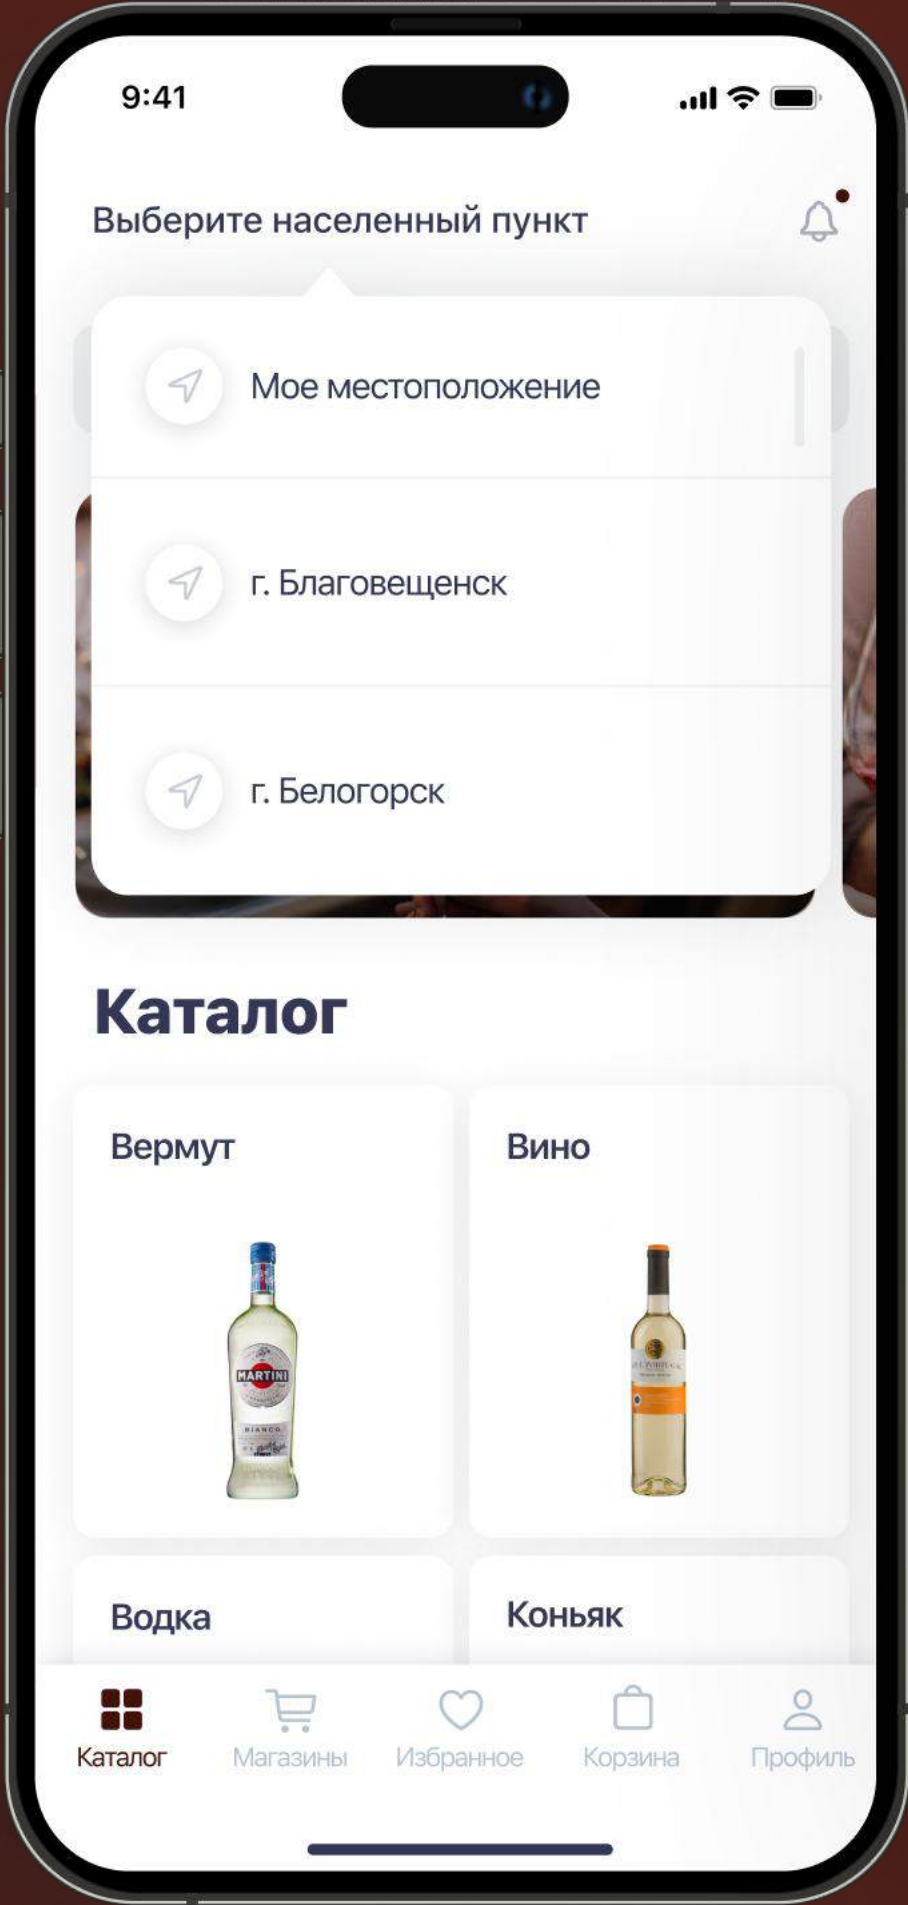 9:41
Выберите населенный пункт
Мое местоположение
г. Благовещенск
г. Белогорск
Каталог
Вермут
Вино
MARTINI
BIANCO
Водка
Коньяк
Каталог
Магазины
Избранное
Корзина
Профиль